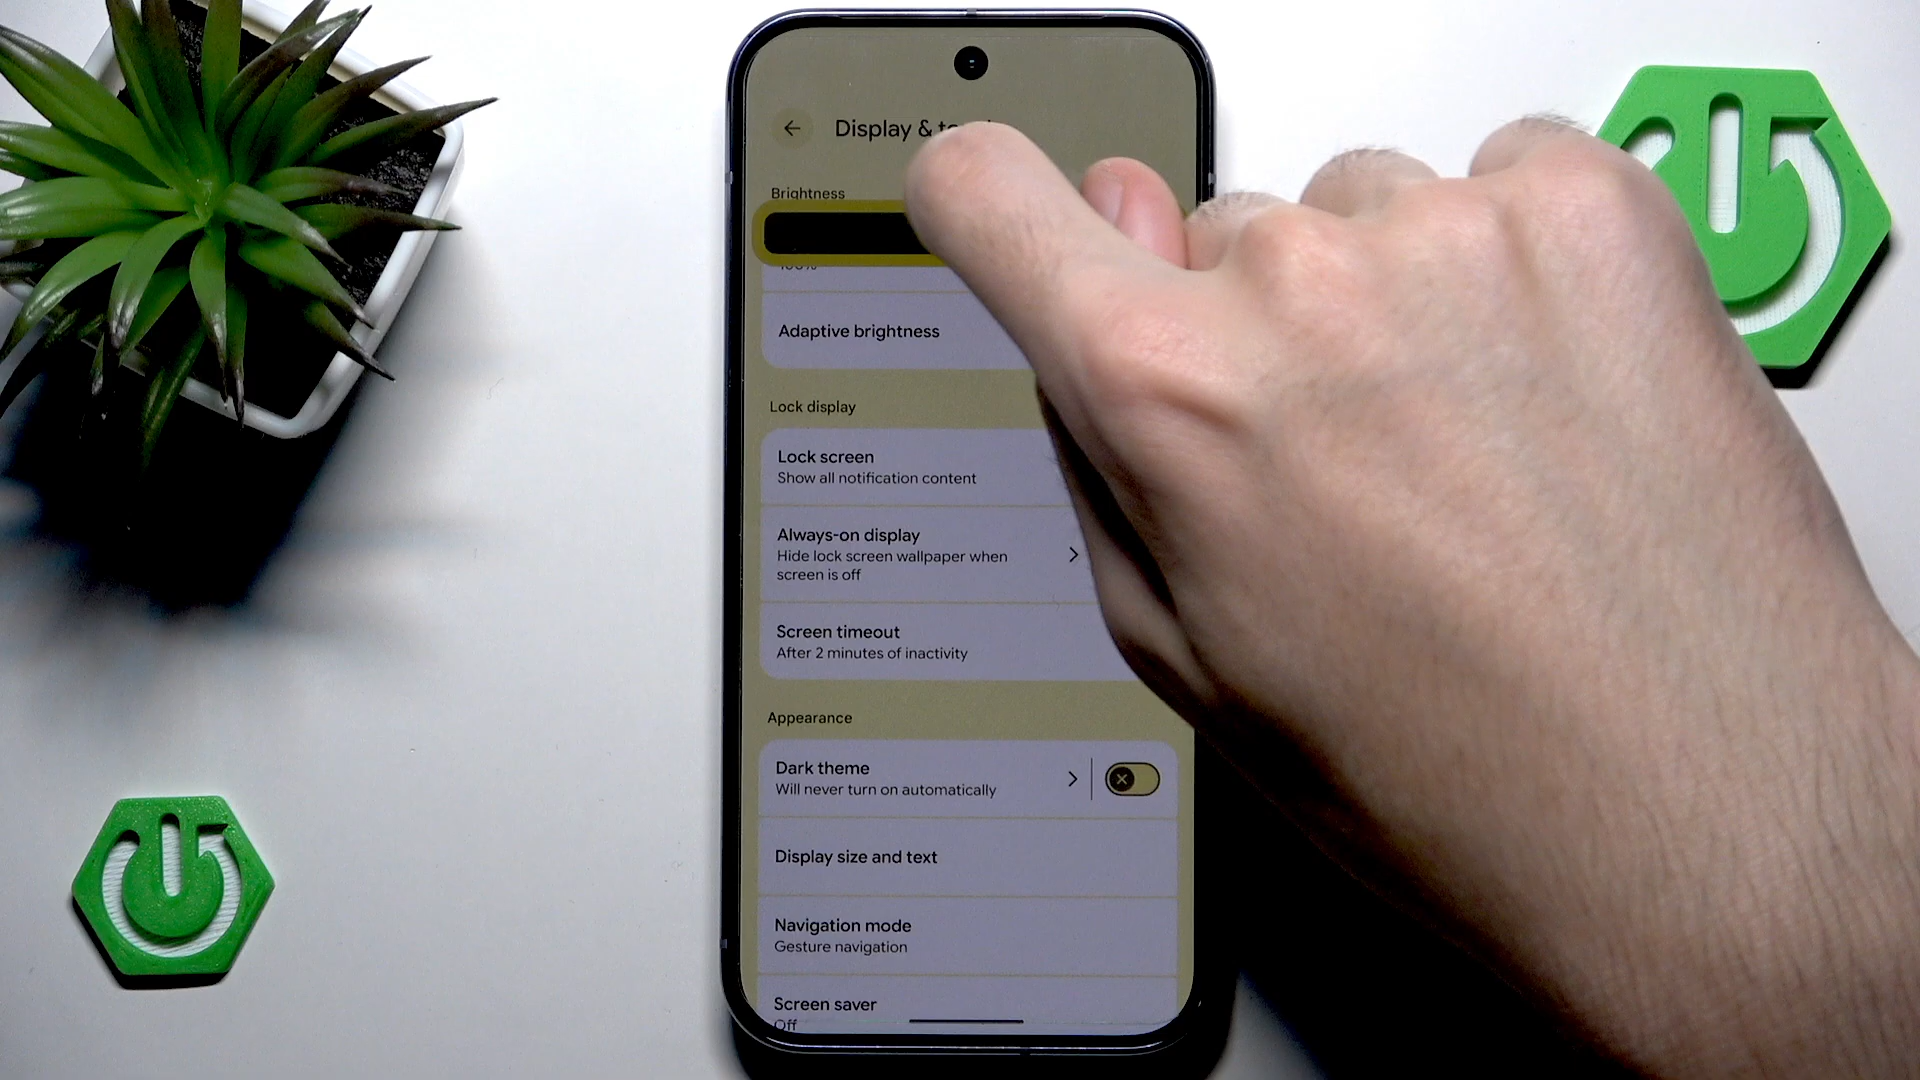 Display &
Brightness
100%
Adaptive brightness
Lock display
Lock screen
Show all notification content
Always-on display
Hide lock screen wallpaper when
screen is off
Screen timeout
After 2 minutes of inactivity
Appearance
Dark theme
Will never turn on automatically
Display size and text
Navigation mode
Gesture navigation
Screen saver
Off